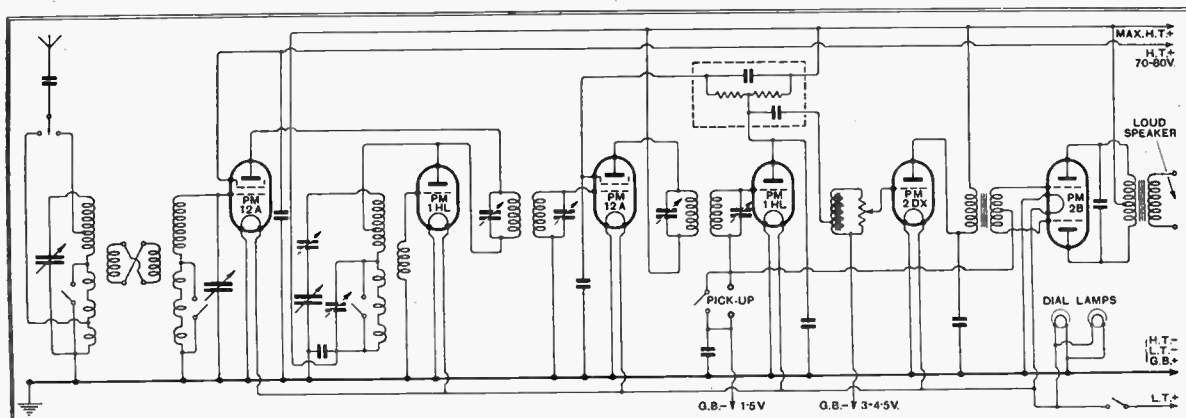 MAX. H.T.+
H.T.+
70-80V.
LOUD
SPEAKER
PM
12A
PM
1HL
PM
12A
PM
1HL
PM
2DX
PM
2B
PICK-UP
DIAL LAMPS
H.T.-
L.T.-
G.B.+
G.B.- 1·5V
G.B.- 3-4·5V.
L.T.+